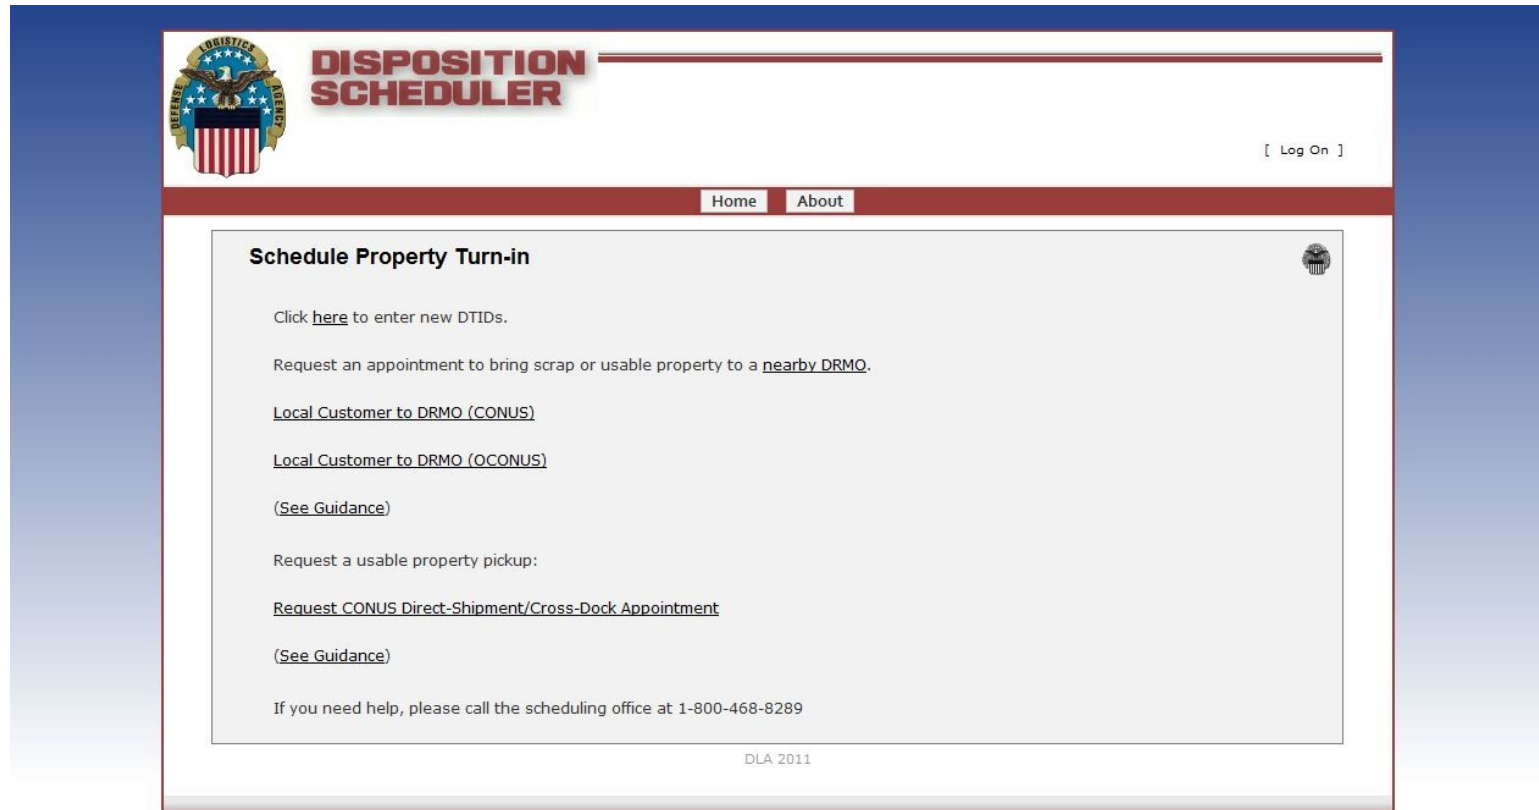 DEFENSE LOGISTICS AGENCY
DISPOSITION
SCHEDULER
[ Log On ]
Home About
Schedule Property Turn-in
Click here to enter new DTIDs.
Request an appointment to bring scrap or usable property to a nearby DRMO.
Local Customer to DRMO (CONUS)
Local Customer to DRMO (OCONUS)
(See Guidance)
Request a usable property pickup:
Request CONUS Direct-Shipment/Cross-Dock Appointment
(See Guidance)
If you need help, please call the scheduling office at 1-800-468-8289
DLA 2011